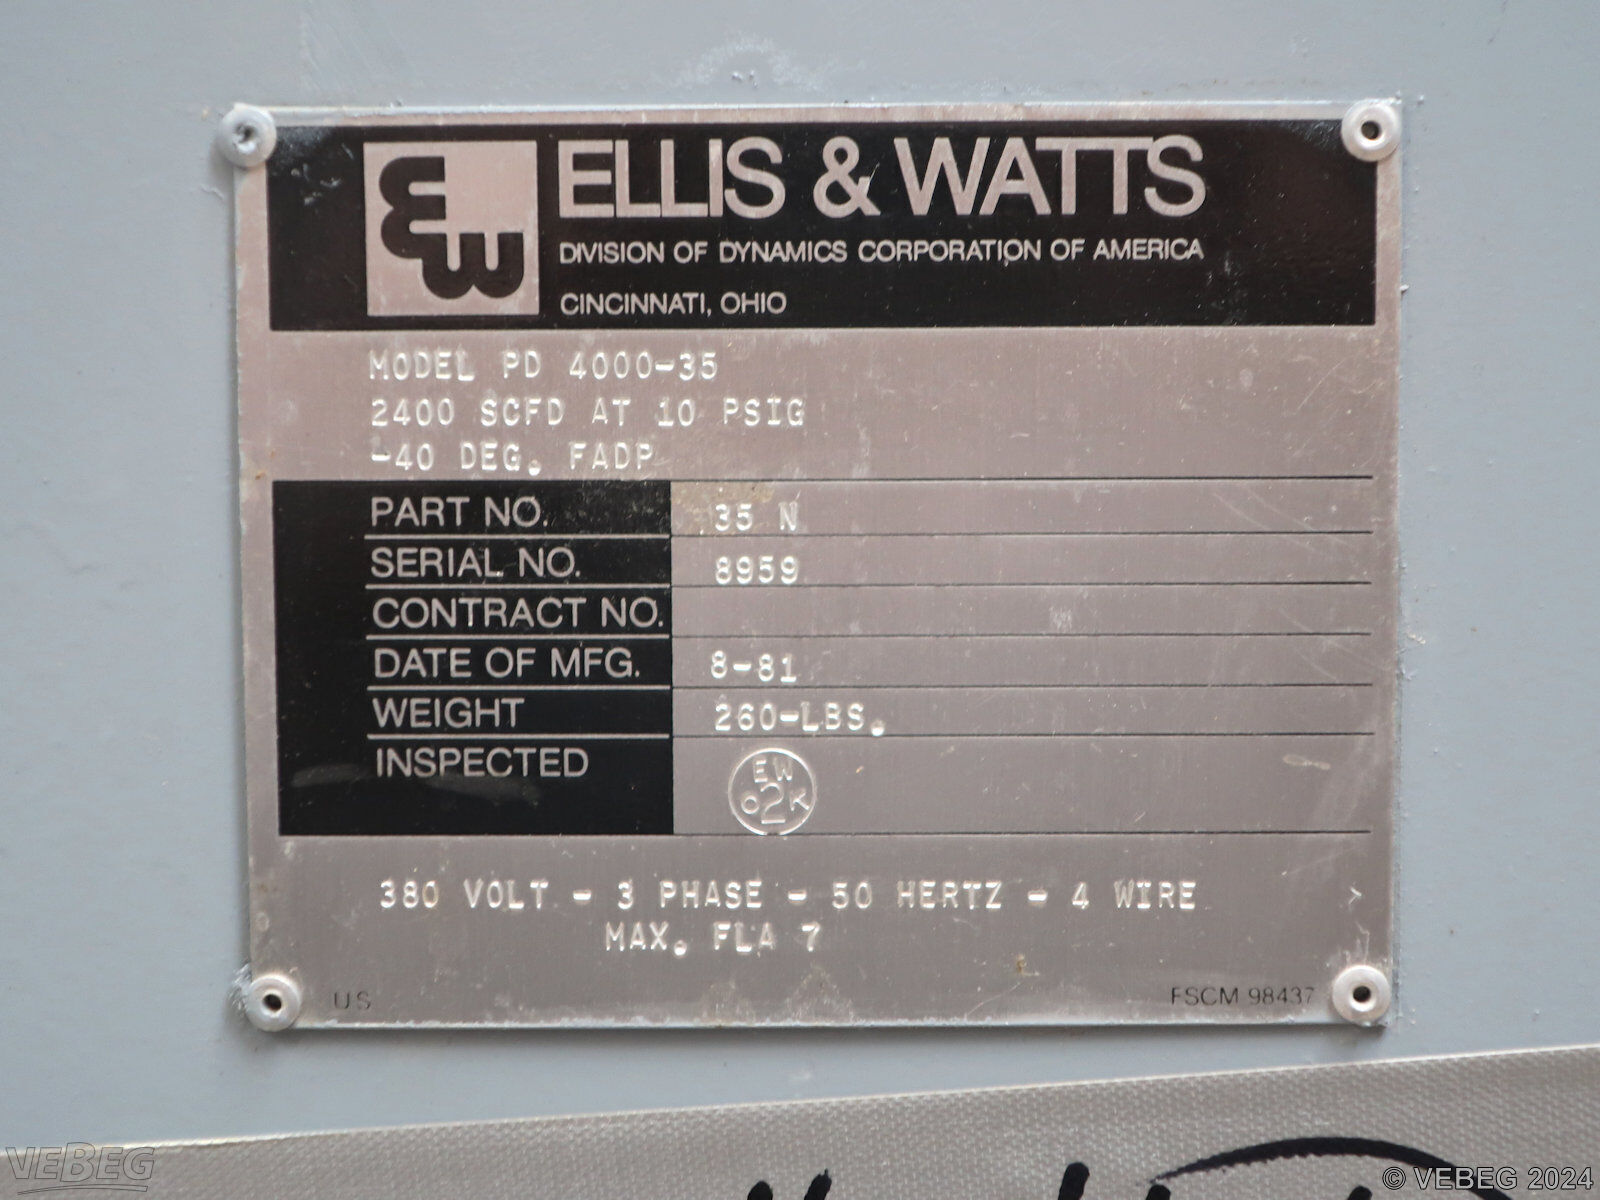 ELLIS & WATTS
DIVISION OF DYNAMICS CORPORATION OF AMERICA
CINCINNATI, OHIO
MODEL PD 4000-35
2400 SCFD AT 10 PSIG
-40 DEG. FADP
PART NO. 35 N
SERIAL NO. 8959
CONTRACT NO.
DATE OF MFG. 8-81
WEIGHT 260-LBS.
INSPECTED
EW
O2K
380 VOLT - 3 PHASE - 50 HERTZ - 4 WIRE
MAX. FLA 7
US FSCM 98437
VEBEG
© VEBEG 2024